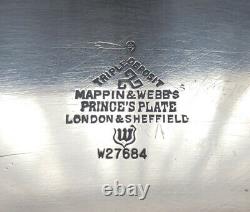 TRIPLE DEPOSIT
MAPPIN & WEBB'S
PRINCE'S PLATE
LONDON & SHEFFIELD
W
W27684